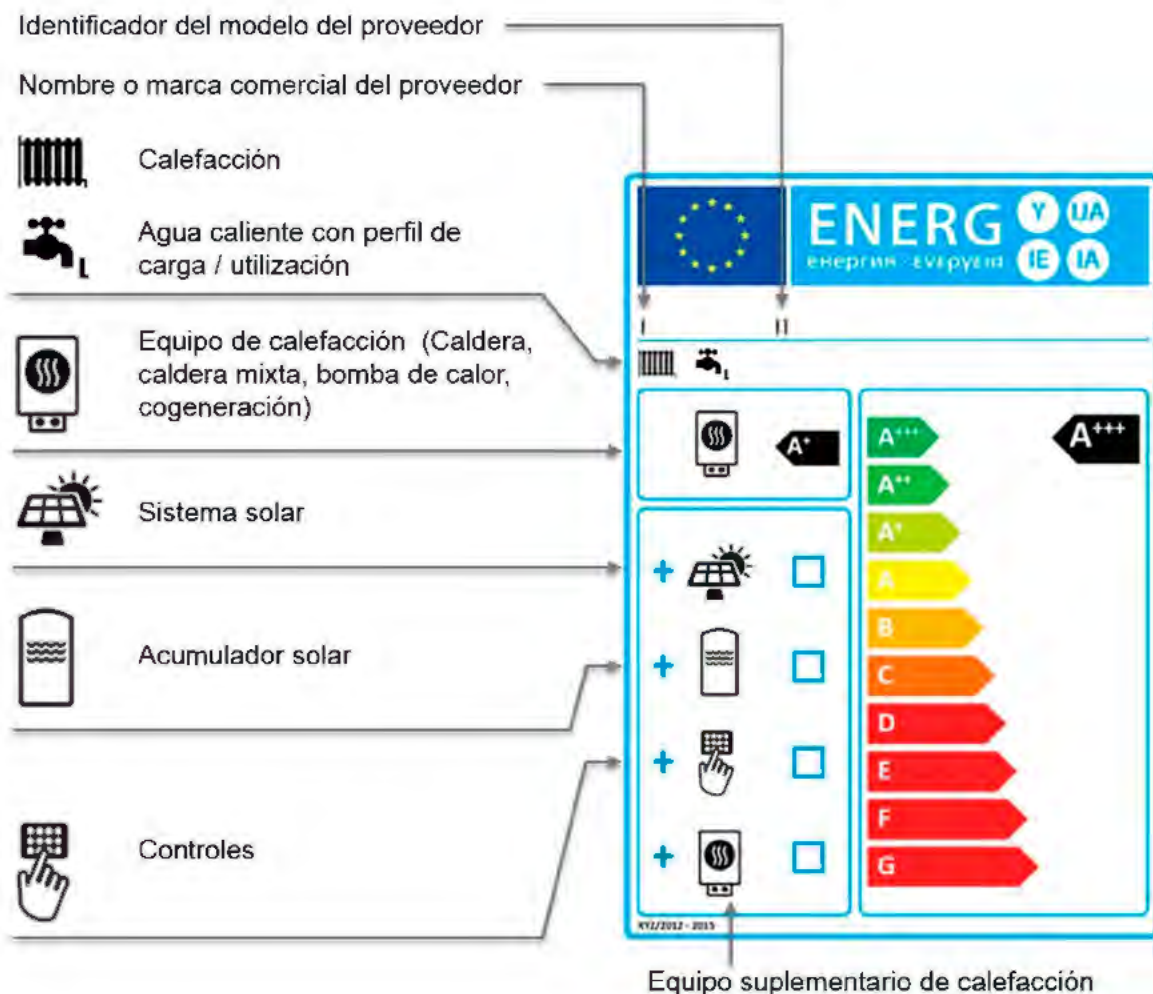 Identificador del modelo del proveedor
Nombre o marca comercial del proveedor
Calefacción
Agua caliente con perfil de
carga / utilización
Equipo de calefacción (Caldera,
caldera mixta, bomba de calor,
cogeneración)
Sistema solar
Acumulador solar
Controles
ENERG Y UA
енергия · ενεργεια IE IA
I II
L
A+
A+++
A++
A+
A
B
C
D
E
F
G
A+++
Equipo suplementario de calefacción